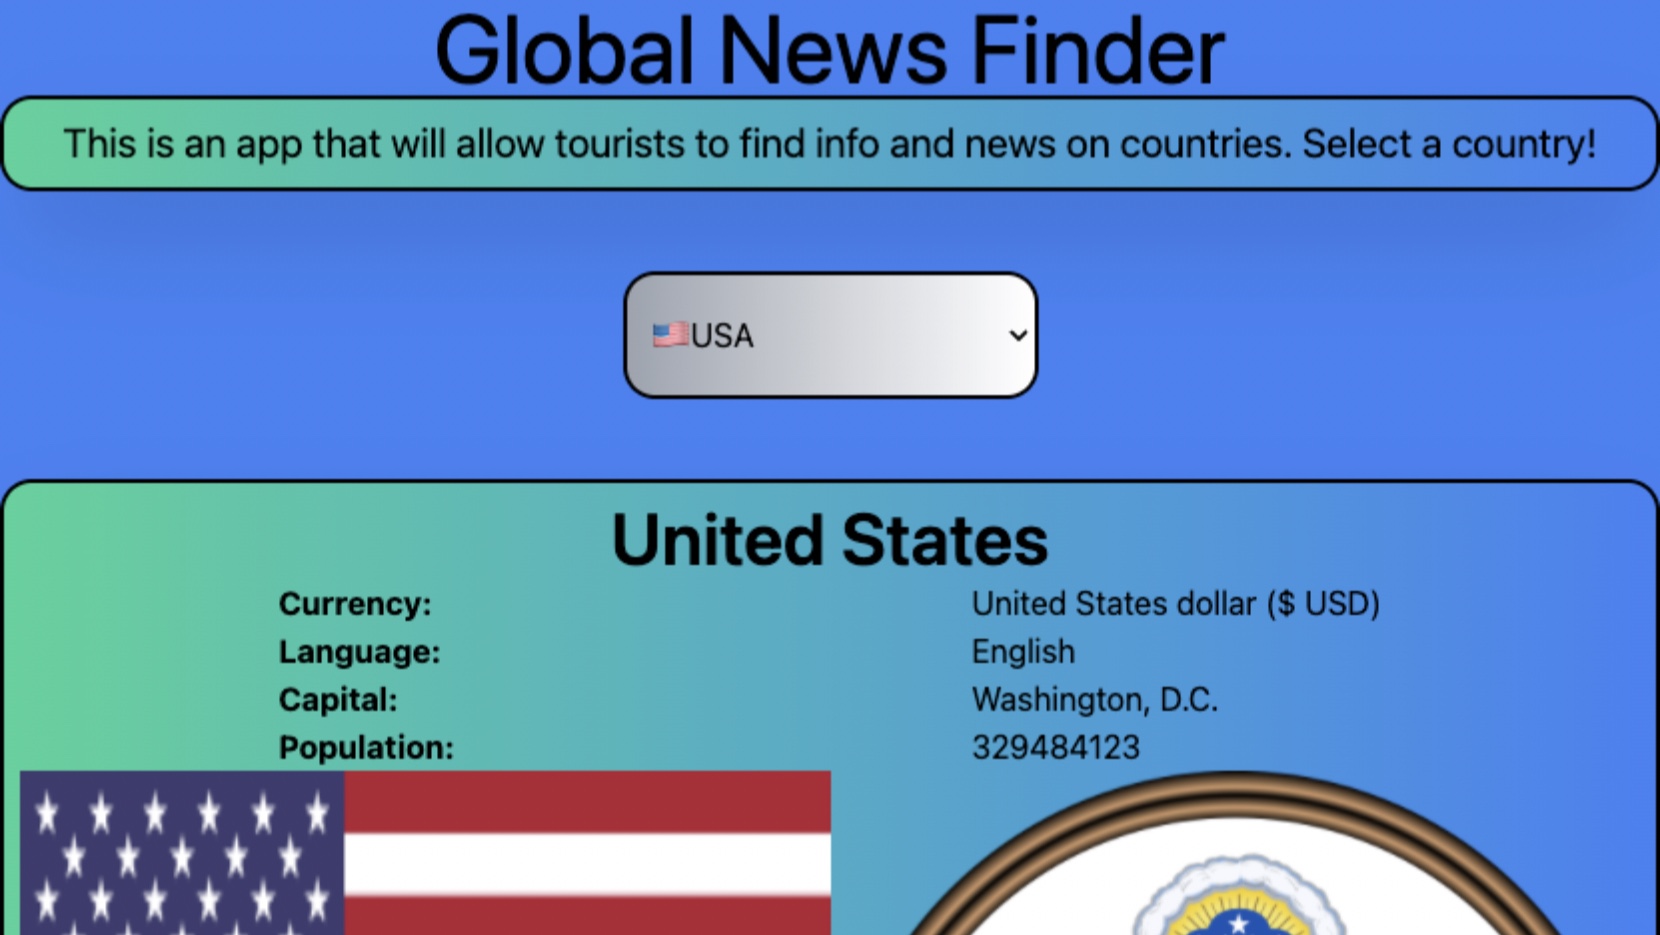 Global News Finder
This is an app that will allow tourists to find info and news on countries. Select a country!
🇺🇸USA
United States
Currency: United States dollar ($ USD)
Language: English
Capital: Washington, D.C.
Population: 329484123